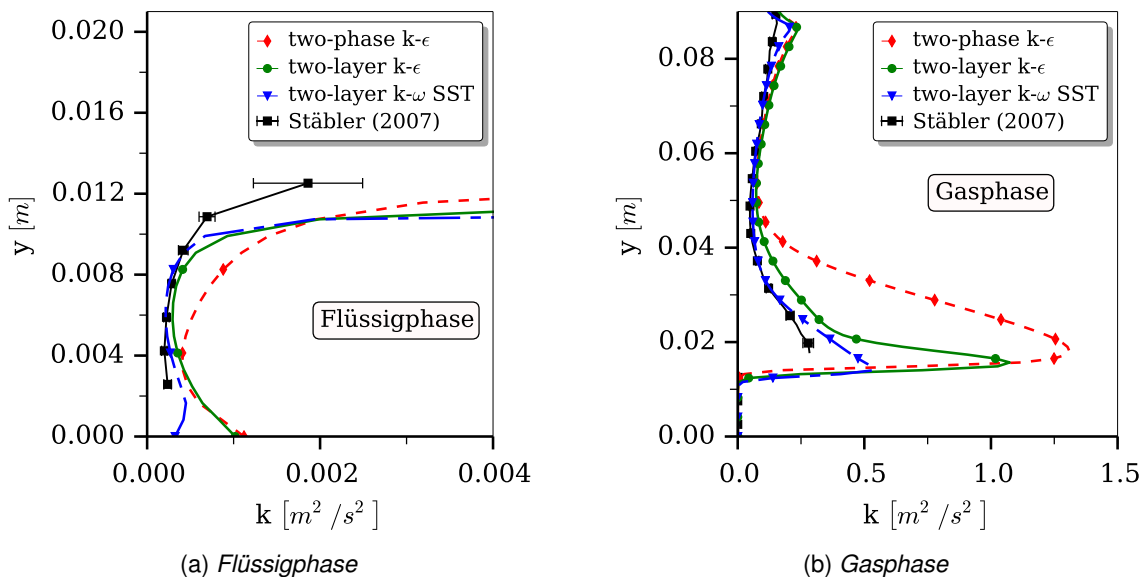 0.020
0.016
0.012
0.008
0.004
0.000
y [m]
two-phase k-ϵ
two-layer k-ϵ
two-layer k-ω SST
Stäbler (2007)
Flüssigphase
0.000
0.002
0.004
k [m² /s² ]
(a) Flüssigphase
0.08
0.06
0.04
0.02
0.00
y [m]
two-phase k-ϵ
two-layer k-ϵ
two-layer k-ω SST
Stäbler (2007)
Gasphase
0.0
0.5
1.0
1.5
k [m² /s² ]
(b) Gasphase